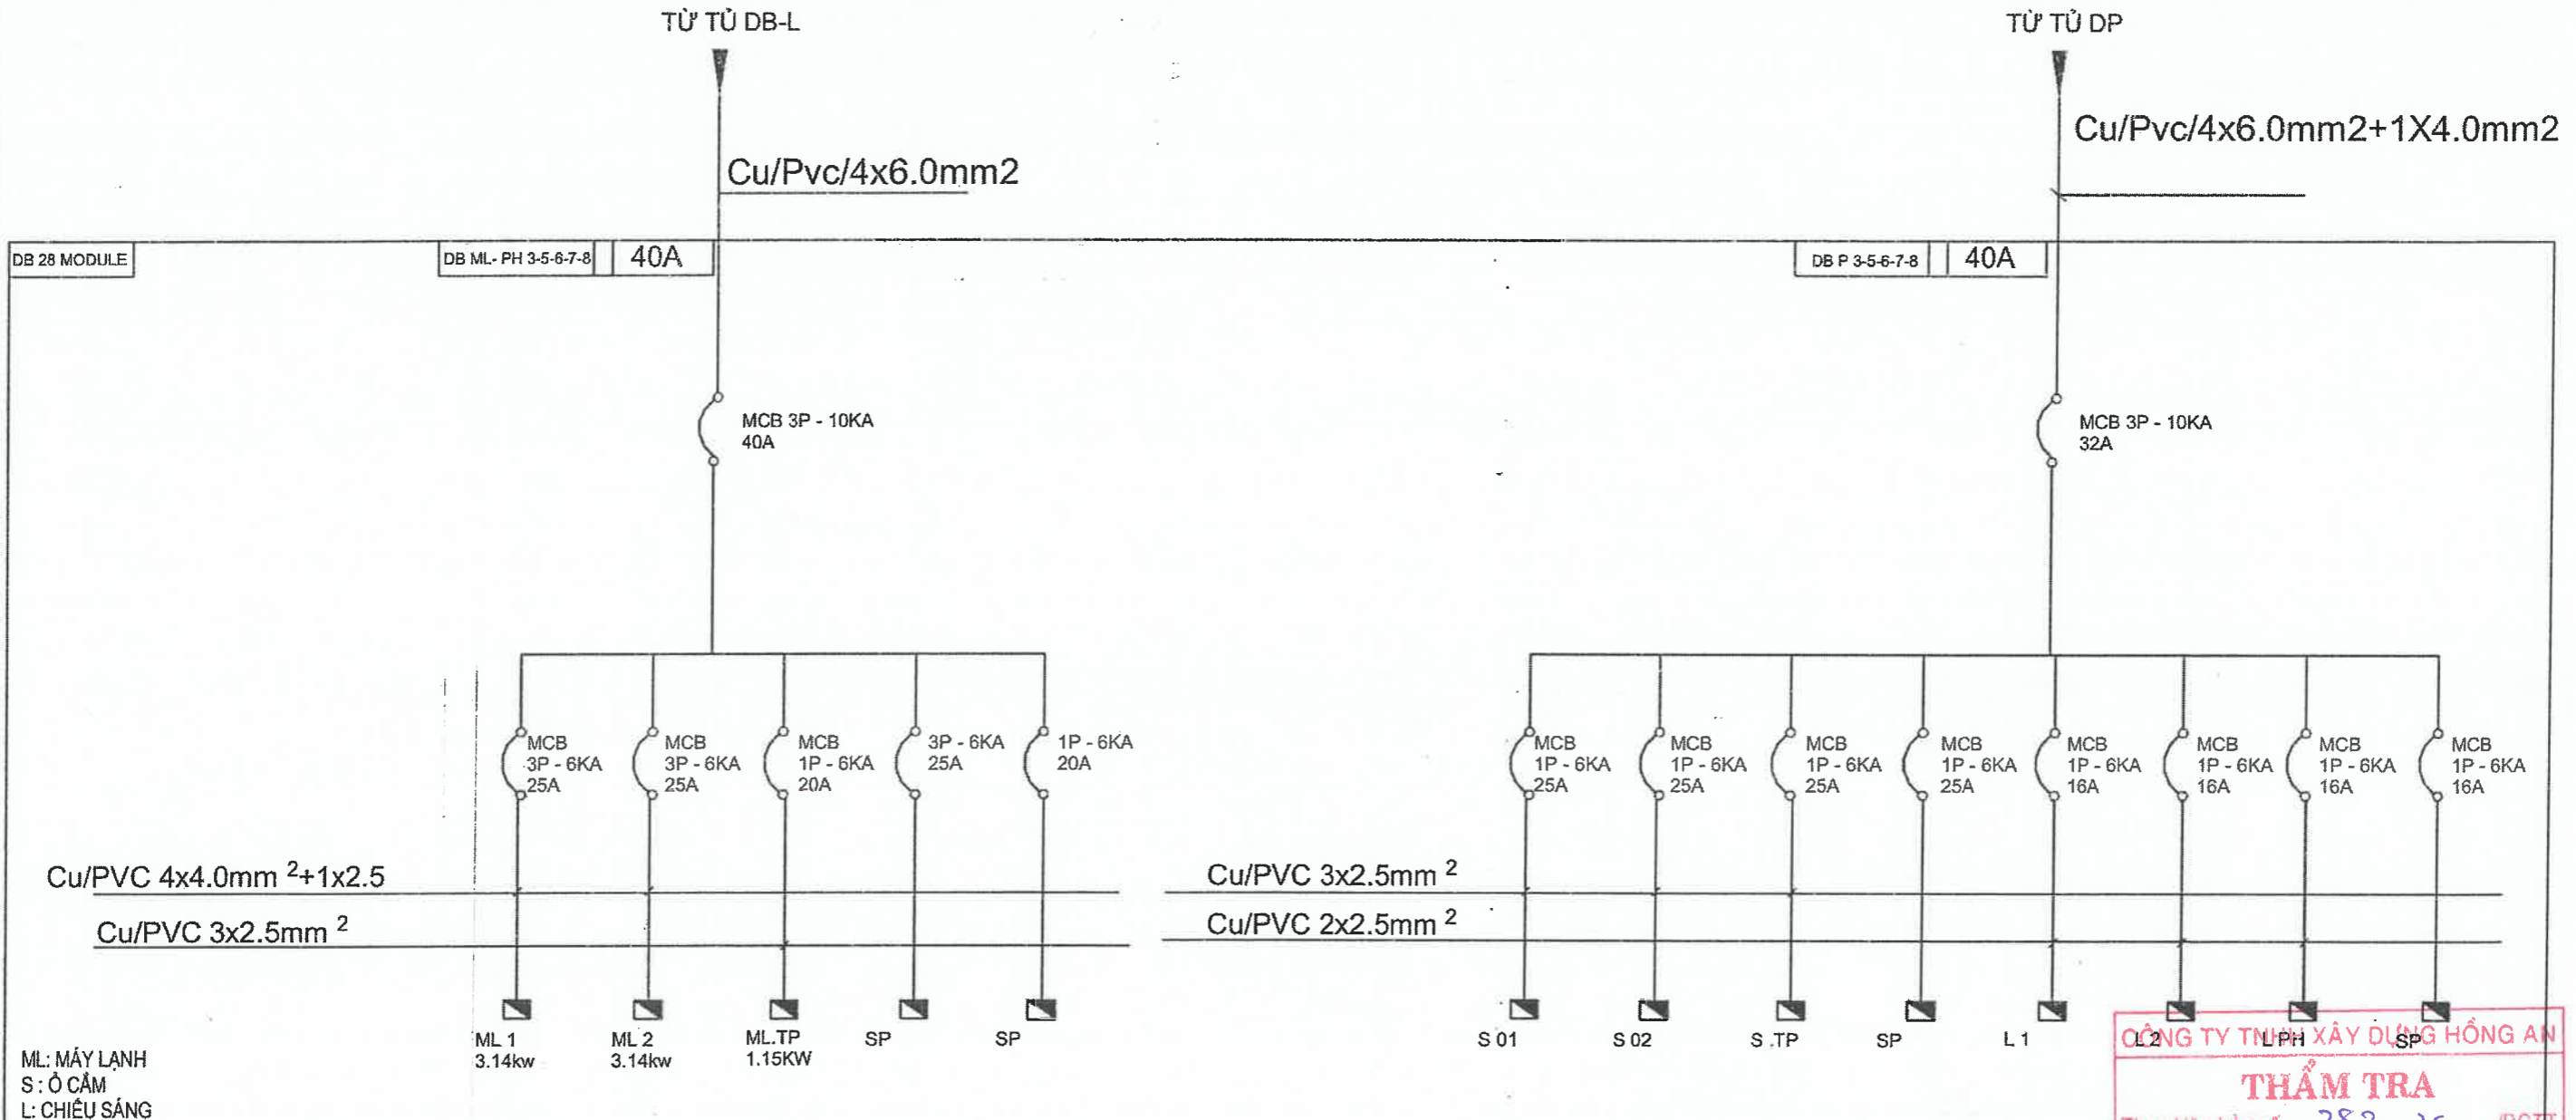 TỪ TỦ DB-L
TỪ TỦ DP
Cu/Pvc/4x6.0mm2+1X4.0mm2
Cu/Pvc/4x6.0mm2
DB 28 MODULE
DB ML- PH 3-5-6-7-8
40A
DB P 3-5-6-7-8
40A
MCB 3P - 10KA
40A
MCB 3P - 10KA
32A
MCB
3P - 6KA
25A
MCB
3P - 6KA
25A
MCB
1P - 6KA
20A
3P - 6KA
25A
1P - 6KA
20A
MCB
1P - 6KA
25A
MCB
1P - 6KA
25A
MCB
1P - 6KA
25A
MCB
1P - 6KA
25A
MCB
1P - 6KA
16A
MCB
1P - 6KA
16A
MCB
1P - 6KA
16A
MCB
1P - 6KA
16A
Cu/PVC 4x4.0mm ²+1x2.5
Cu/PVC 3x2.5mm ²
Cu/PVC 3x2.5mm ²
Cu/PVC 2x2.5mm ²
ML 1
3.14kw
ML 2
3.14kw
ML.TP
1.15KW
SP
SP
S 01
S 02
S .TP
SP
L 1
L 2
L PH
SP
ML: MÁY LẠNH
S : Ổ CẮM
L: CHIẾU SÁNG
CÔNG TY TNHH XÂY DỰNG HỒNG AN
THẨM TRA